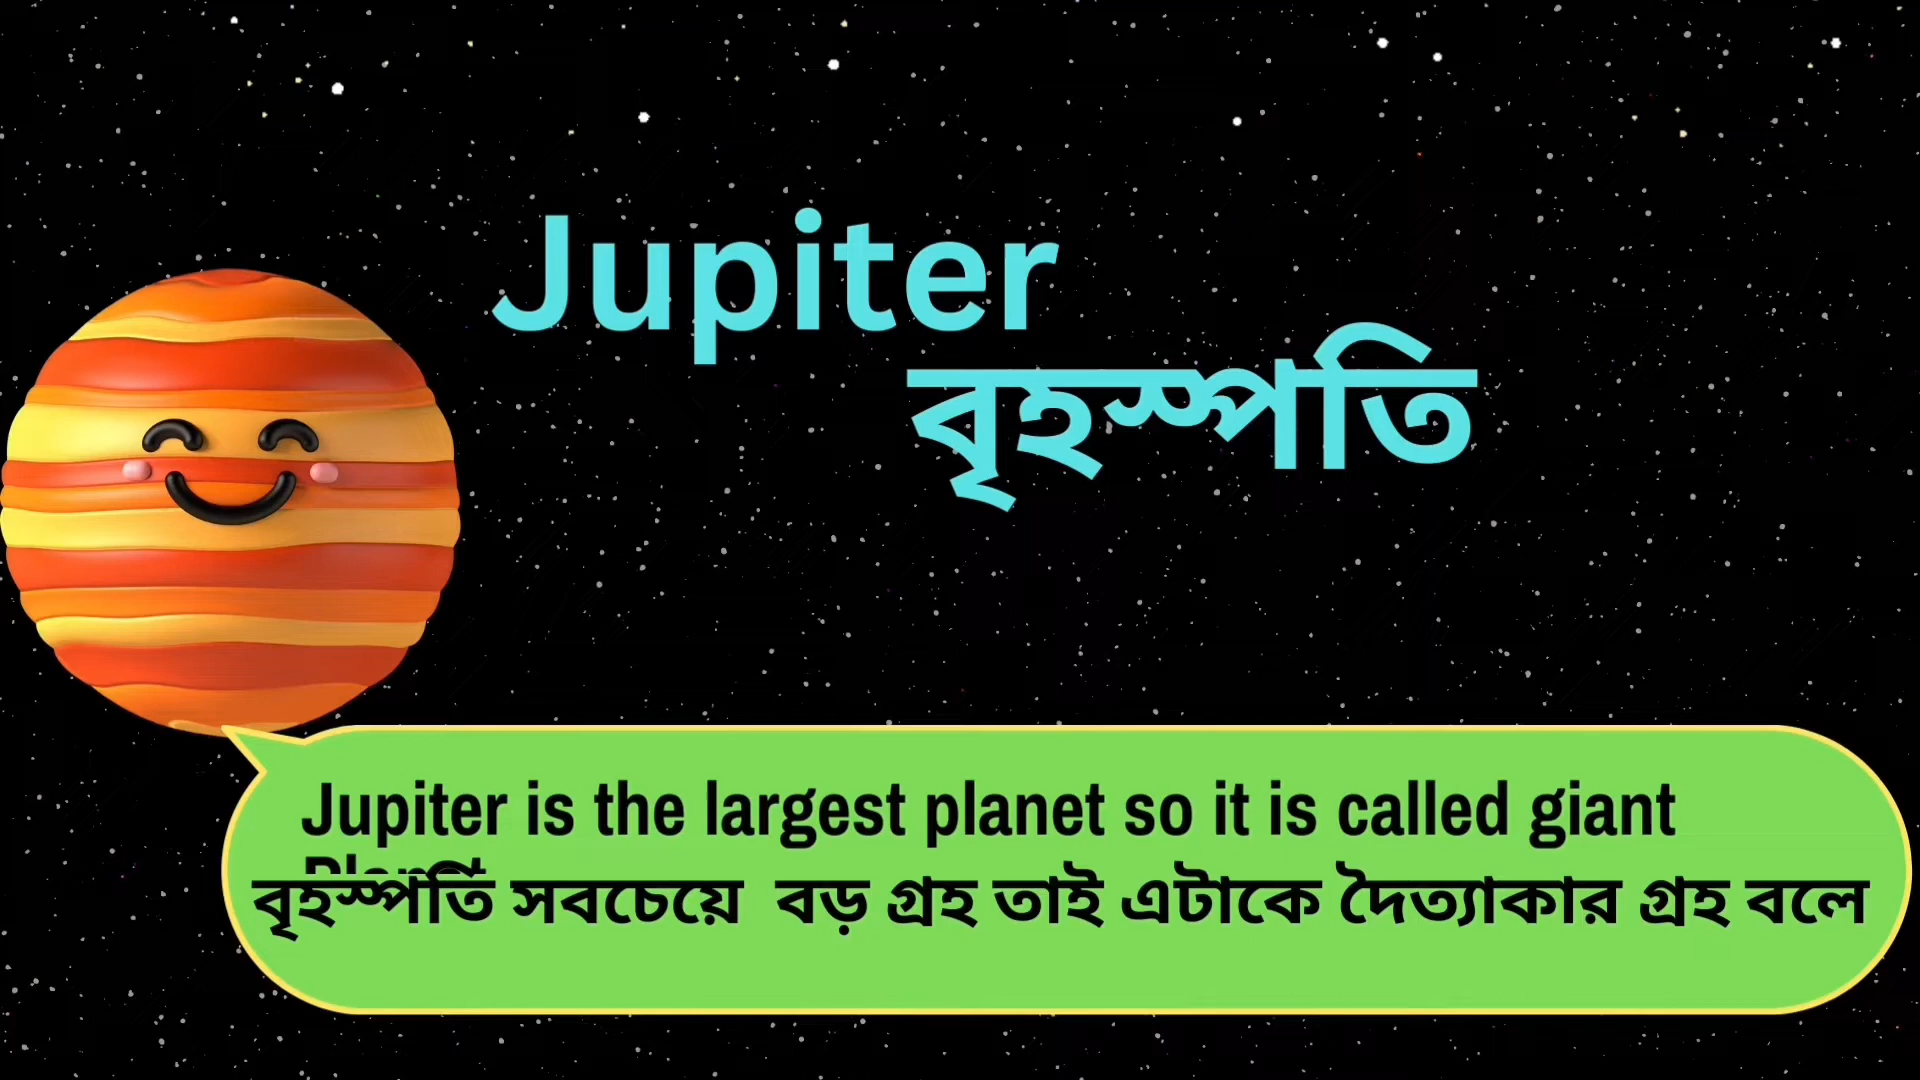 Jupiter
বৃহস্পতি
Jupiter is the largest planet so it is called giant
বৃহস্পতি সবচেয়ে বড় গ্রহ তাই এটাকে দৈত্যাকার গ্রহ বলে